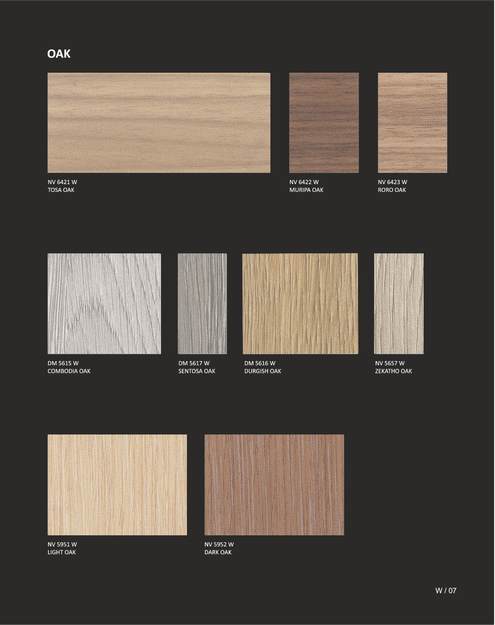 OAK
NV 6421 W
TOSA OAK
NV 6422 W
MURIPA OAK
NV 6423 W
RORO OAK
DM 5615 W
COMBODIA OAK
DM 5617 W
SENTOSA OAK
DM 5616 W
DURGISH OAK
NV 5657 W
ZEKATHO OAK
NV 5951 W
LIGHT OAK
NV 5952 W
DARK OAK
W / 07